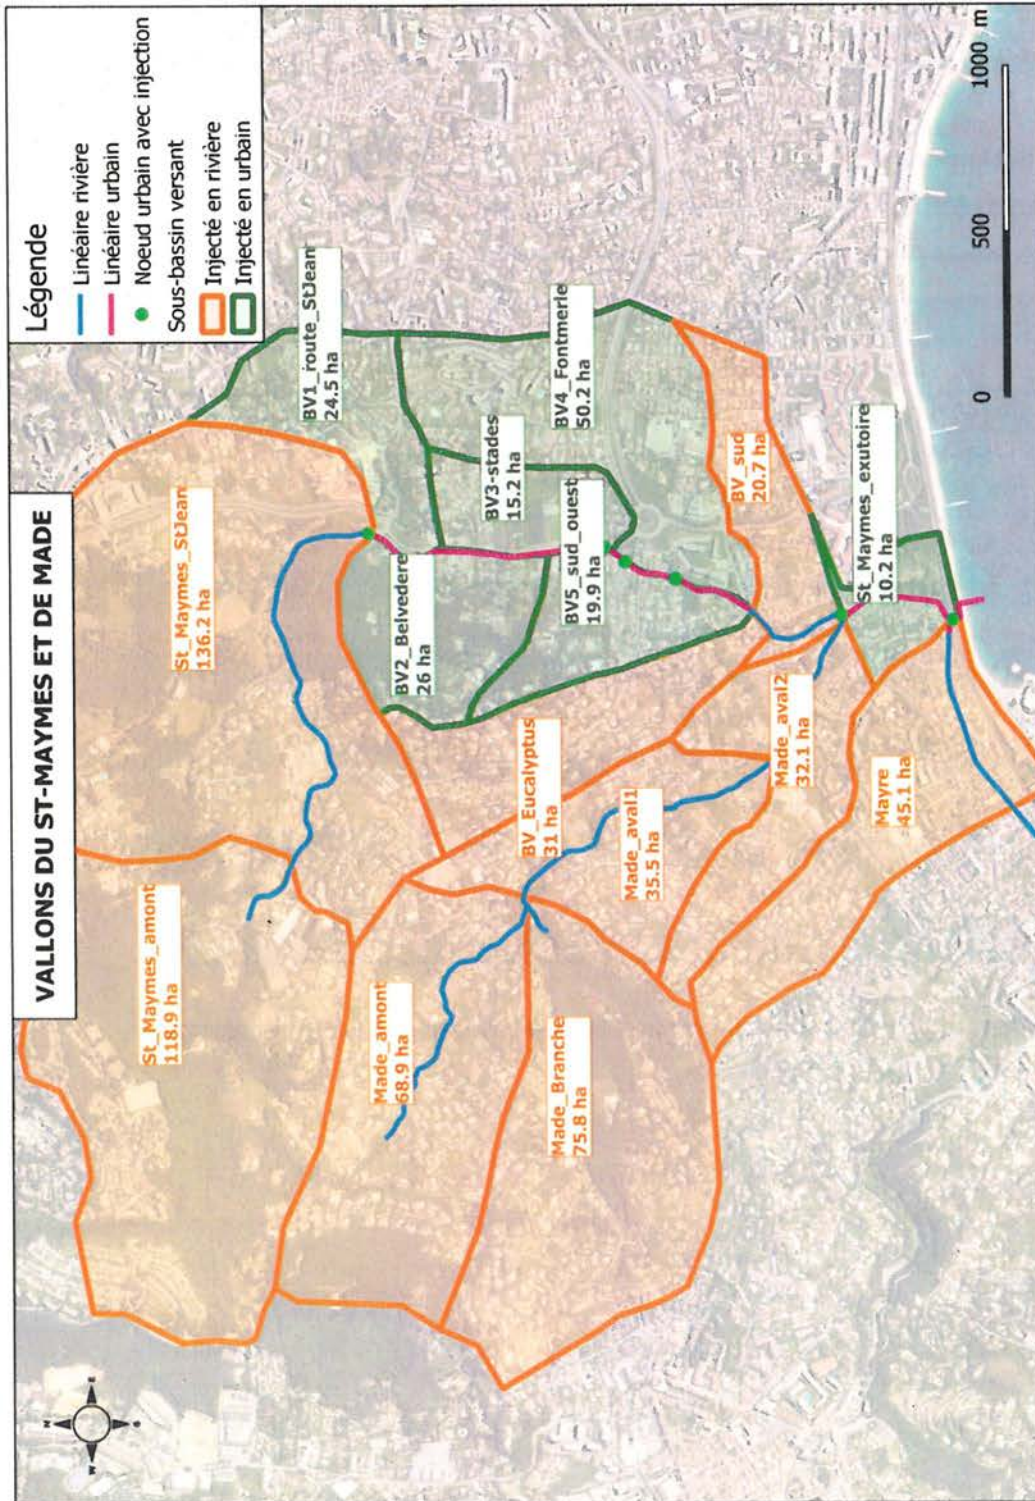 VALLONS DU ST-MAYMES ET DE MADE
Légende
Linéaire rivière
Linéaire urbain
Noeud urbain avec injection
Sous-bassin versant
Injecté en rivière
Injecté en urbain
N
W
E
S
St_Maymes_amont
118.9 ha
St_Maymes_StJean
136.2 ha
BV1_route_StJean
24.5 ha
Made_amont
68.9 ha
BV2_Belvedere
26 ha
BV3-stades
15.2 ha
BV4_Fontmerle
50.2 ha
BV_Eucalyptus
31 ha
BV5_sud_ouest
19.9 ha
Made_Branche
75.8 ha
Made_aval1
35.5 ha
BV_sud
20.7 ha
Made_aval2
32.1 ha
St_Maymes_exutoire
10.2 ha
Mayre
45.1 ha
0
500
1000 m